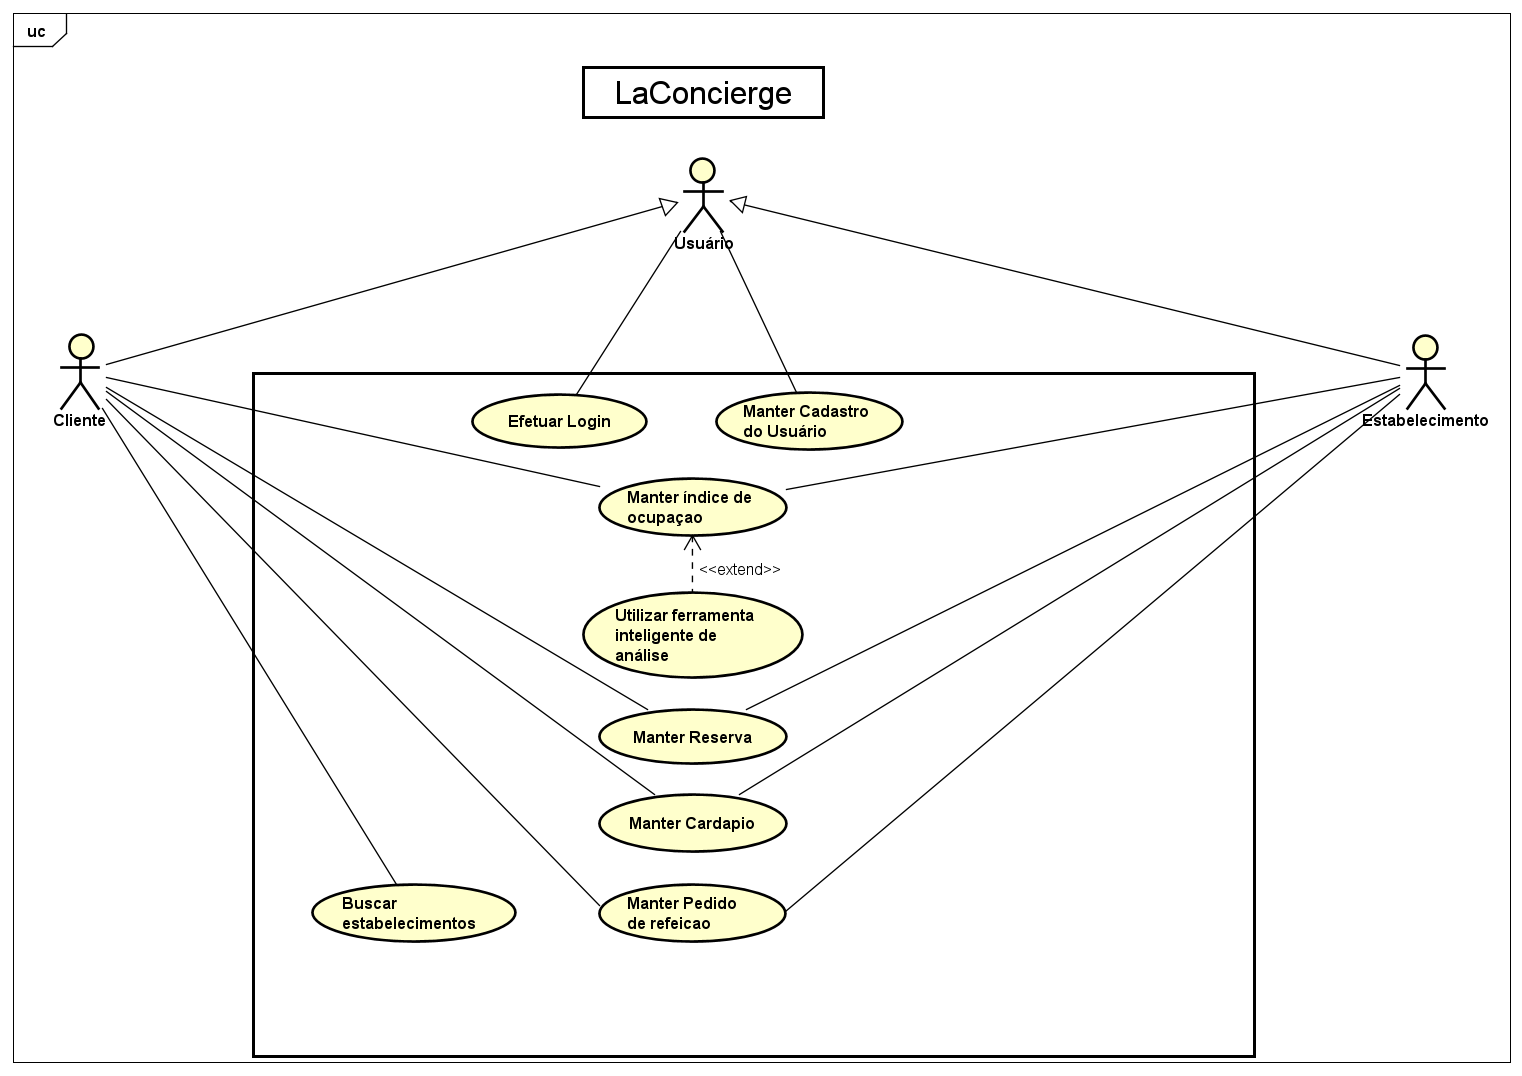 uc
LaConcierge
Usuário
Cliente
Estabelecimento
Efetuar Login
Manter Cadastro
do Usuário
Manter índice de
ocupaçao
<<extend>>
Utilizar ferramenta
inteligente de
análise
Manter Reserva
Manter Cardapio
Buscar
estabelecimentos
Manter Pedido
de refeicao